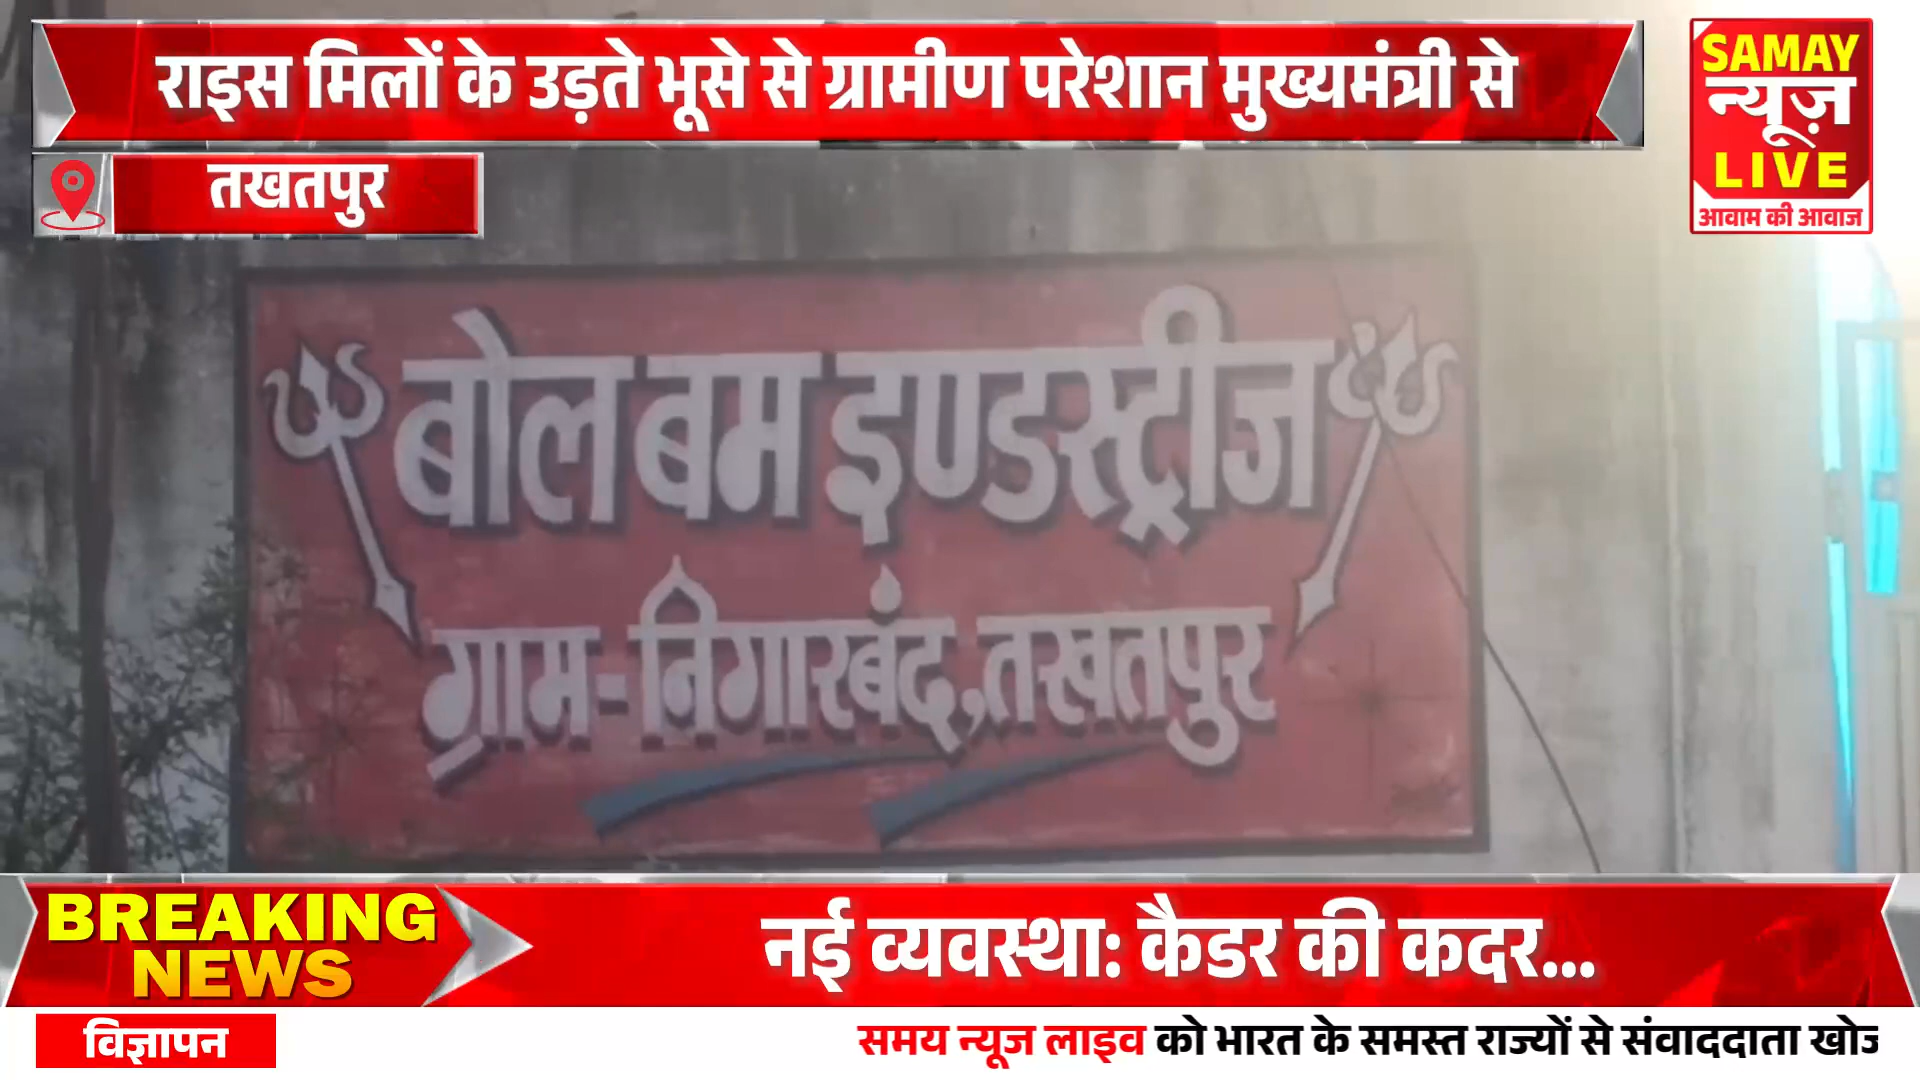 राइस मिलों के उड़ते भूसे से ग्रामीण परेशान मुख्यमंत्री से
तखतपुर
SAMAY
न्यूज़
LIVE
आवाम की आवाज
बोल बम इण्डस्ट्रीज
ग्राम-निगारबंद,तखतपुर
BREAKING
NEWS
नई व्यवस्था: कैडर की कदर...
विज्ञापन
समय न्यूज लाइव को भारत के समस्त राज्यों से संवाददाता